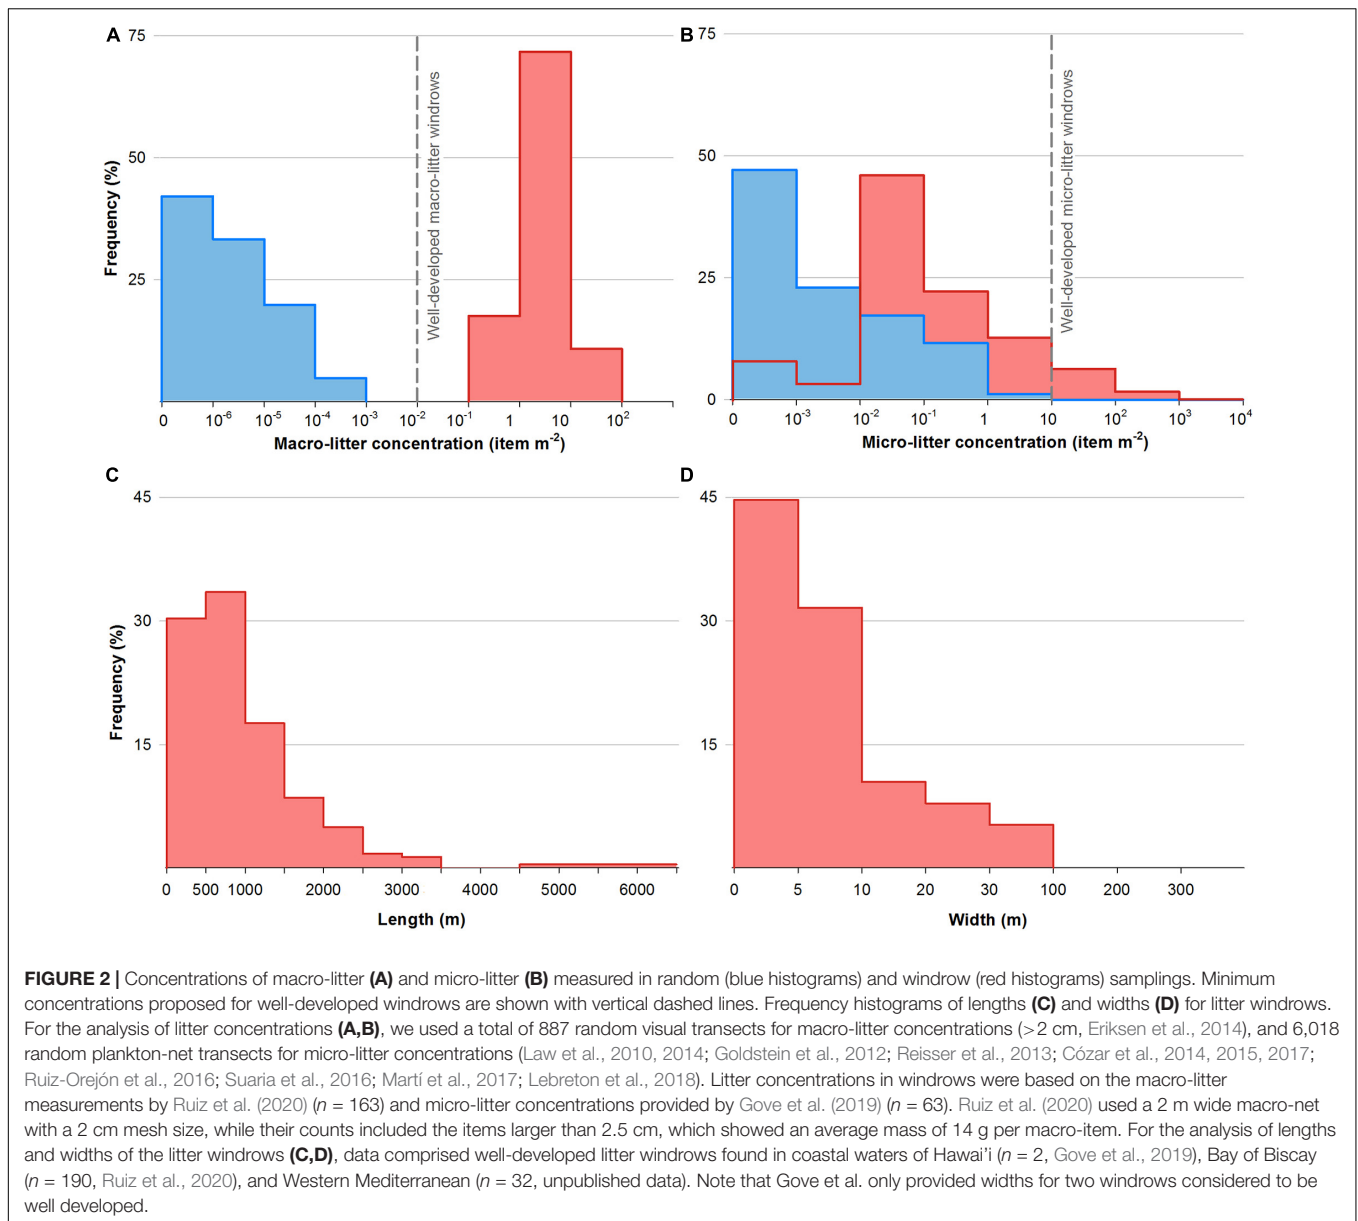 A
75
50
25
Frequency (%)
Well-developed macro-litter windrows
0 10-6 10-5 10-4 10-3 10-2 10-1 1 10 102
Macro-litter concentration (item m-2)
B
75
50
25
0
Well-developed micro-litter windrows
0 10-3 10-2 10-1 1 10 102 103 104
Micro-litter concentration (item m-2)
C
45
30
15
Frequency (%)
0 500 1000 2000 3000 4000 5000 6000
Length (m)
D
45
30
15
0 5 10 20 30 100 200 300
Width (m)
FIGURE 2 | Concentrations of macro-litter (A) and micro-litter (B) measured in random (blue histograms) and windrow (red histograms) samplings. Minimum
concentrations proposed for well-developed windrows are shown with vertical dashed lines. Frequency histograms of lengths (C) and widths (D) for litter windrows.
For the analysis of litter concentrations (A,B), we used a total of 887 random visual transects for macro-litter concentrations (>2 cm, Eriksen et al., 2014), and 6,018
random plankton-net transects for micro-litter concentrations (Law et al., 2010, 2014; Goldstein et al., 2012; Reisser et al., 2013; Cózar et al., 2014, 2015, 2017;
Ruiz-Orejón et al., 2016; Suaria et al., 2016; Martí et al., 2017; Lebreton et al., 2018). Litter concentrations in windrows were based on the macro-litter
measurements by Ruiz et al. (2020) (n = 163) and micro-litter concentrations provided by Gove et al. (2019) (n = 63). Ruiz et al. (2020) used a 2 m wide macro-net
with a 2 cm mesh size, while their counts included the items larger than 2.5 cm, which showed an average mass of 14 g per macro-item. For the analysis of lengths
and widths of the litter windrows (C,D), data comprised well-developed litter windrows found in coastal waters of Hawai'i (n = 2, Gove et al., 2019), Bay of Biscay
(n = 190, Ruiz et al., 2020), and Western Mediterranean (n = 32, unpublished data). Note that Gove et al. only provided widths for two windrows considered to be
well developed.